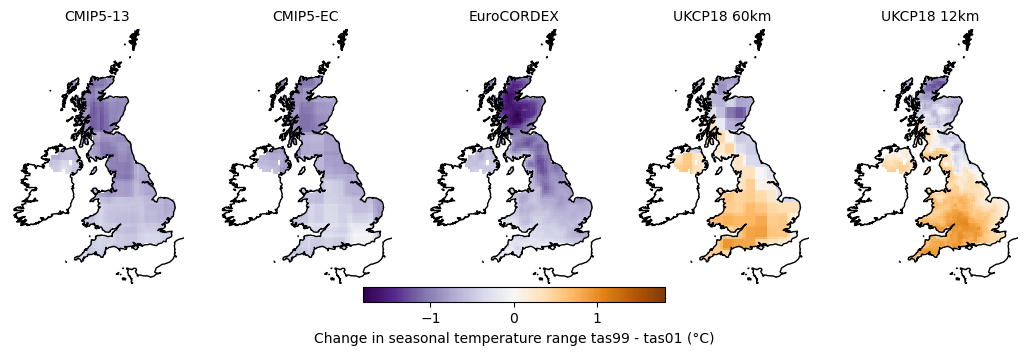 CMIP5-13
CMIP5-EC
EuroCORDEX
UKCP18 60km
UKCP18 12km
−1 0 1
Change in seasonal temperature range tas99 - tas01 (°C)